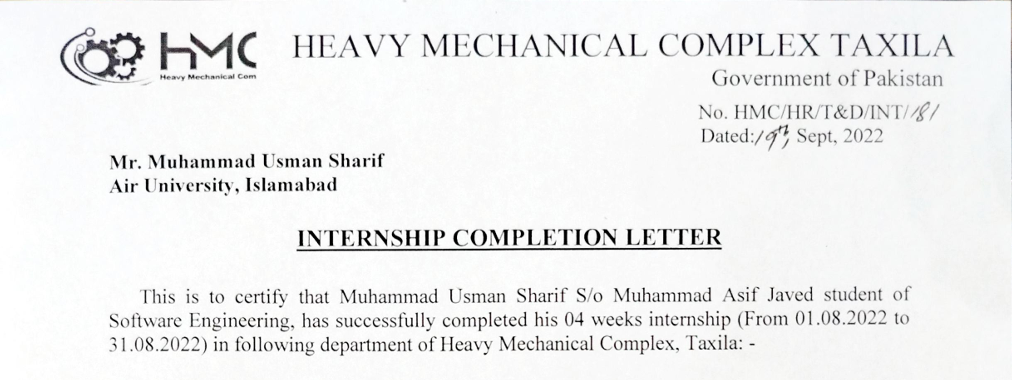 HMC
Heavy Mechanical Com
HEAVY MECHANICAL COMPLEX TAXILA
Government of Pakistan
No. HMC/HR/T&D/INT/181
Dated:19th, Sept, 2022
Mr. Muhammad Usman Sharif
Air University, Islamabad
INTERNSHIP COMPLETION LETTER
This is to certify that Muhammad Usman Sharif S/o Muhammad Asif Javed student of
Software Engineering, has successfully completed his 04 weeks internship (From 01.08.2022 to
31.08.2022) in following department of Heavy Mechanical Complex, Taxila: -